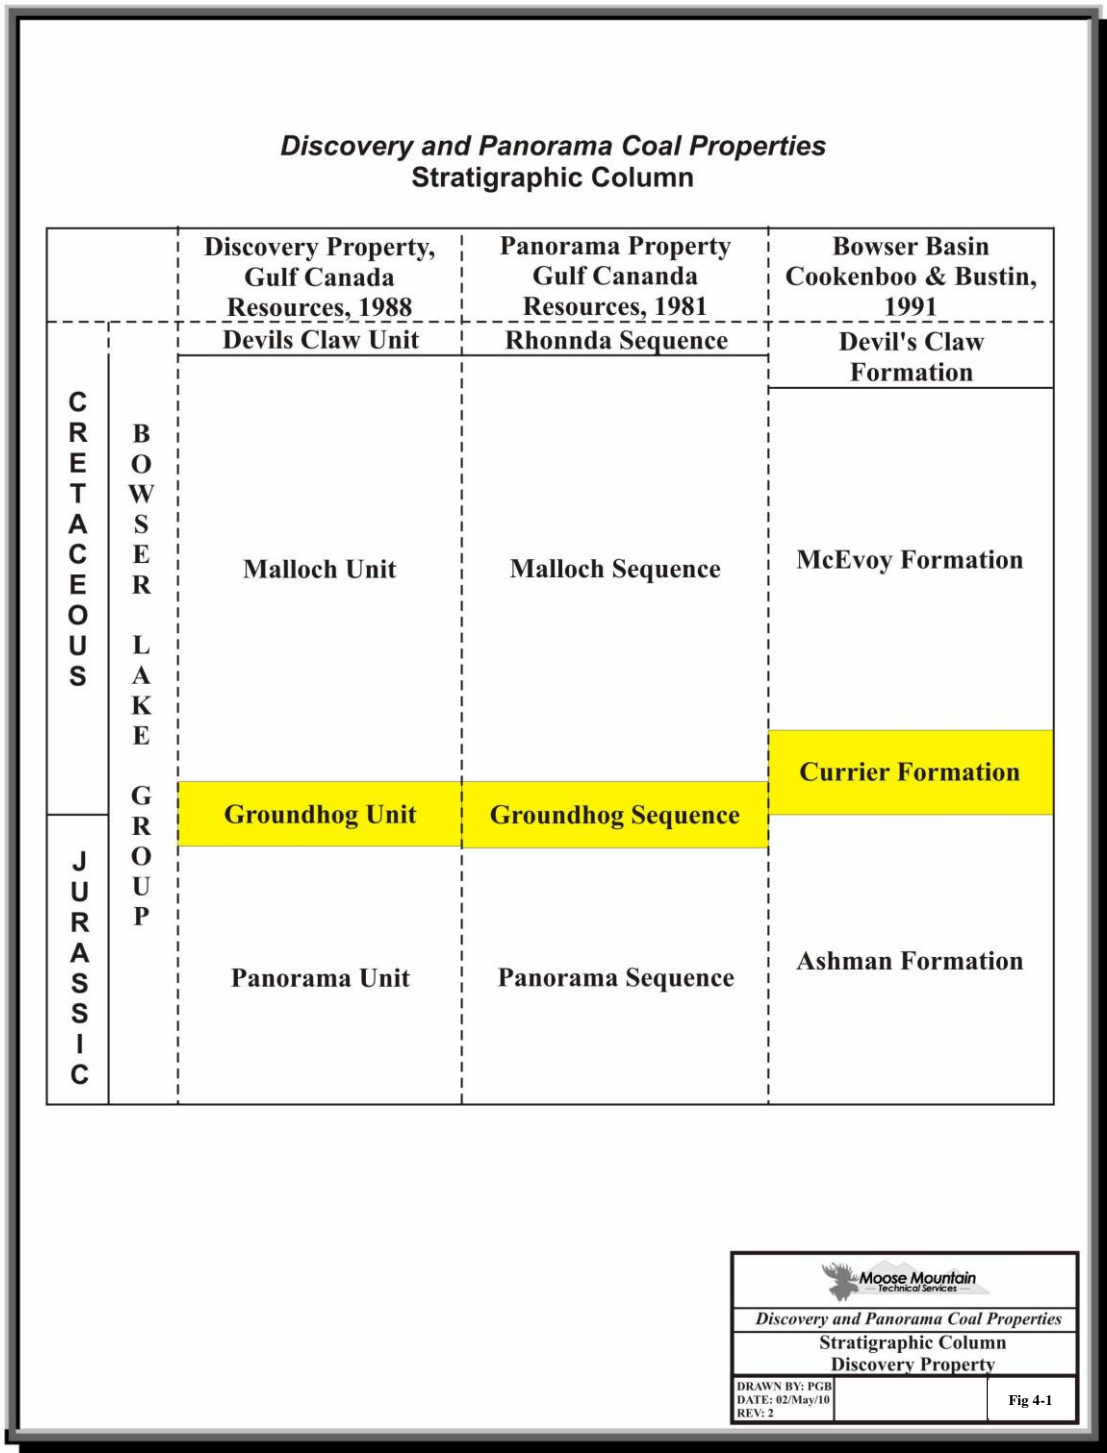 Discovery and Panorama Coal Properties
Stratigraphic Column
Discovery Property,
Gulf Canada
Resources, 1988
Panorama Property
Gulf Cananda
Resources, 1981
Bowser Basin
Cookenboo & Bustin,
1991
CRETACEOUS
JURASSIC
BOWSER LAKE GROUP
Devils Claw Unit
Malloch Unit
Groundhog Unit
Panorama Unit
Rhonnda Sequence
Malloch Sequence
Groundhog Sequence
Panorama Sequence
Devil's Claw
Formation
McEvoy Formation
Currier Formation
Ashman Formation
Moose Mountain
Technical Services
Discovery and Panorama Coal Properties
Stratigraphic Column
Discovery Property
DRAWN BY: PGB
DATE: 02/May/10
REV: 2
Fig 4-1